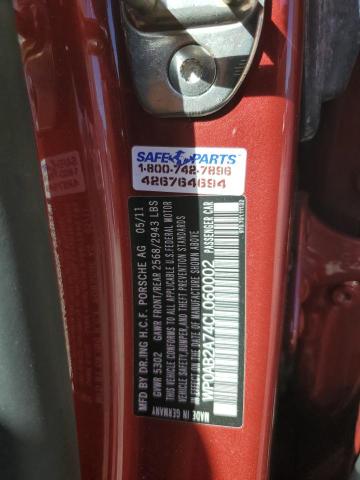 SAFE PARTS
1-800-742-7896
426764694
MFD BY DR.ING H.C.F. PORSCHE AG 05/11
GVWR 5302 GAWR FRONT/REAR 2568/2943 LBS
THIS VEHICLE CONFORMS TO ALL APPLICABLE U.S. FEDERAL MOTOR
VEHICLE SAFETY, BUMPER, AND THEFT PREVENTION STANDARDS
IN EFFECT ON THE DATE OF MANUFACTURE SHOWN ABOVE.
MADE IN GERMANY
WP0AB2A74CL060002
PASSENGER CAR